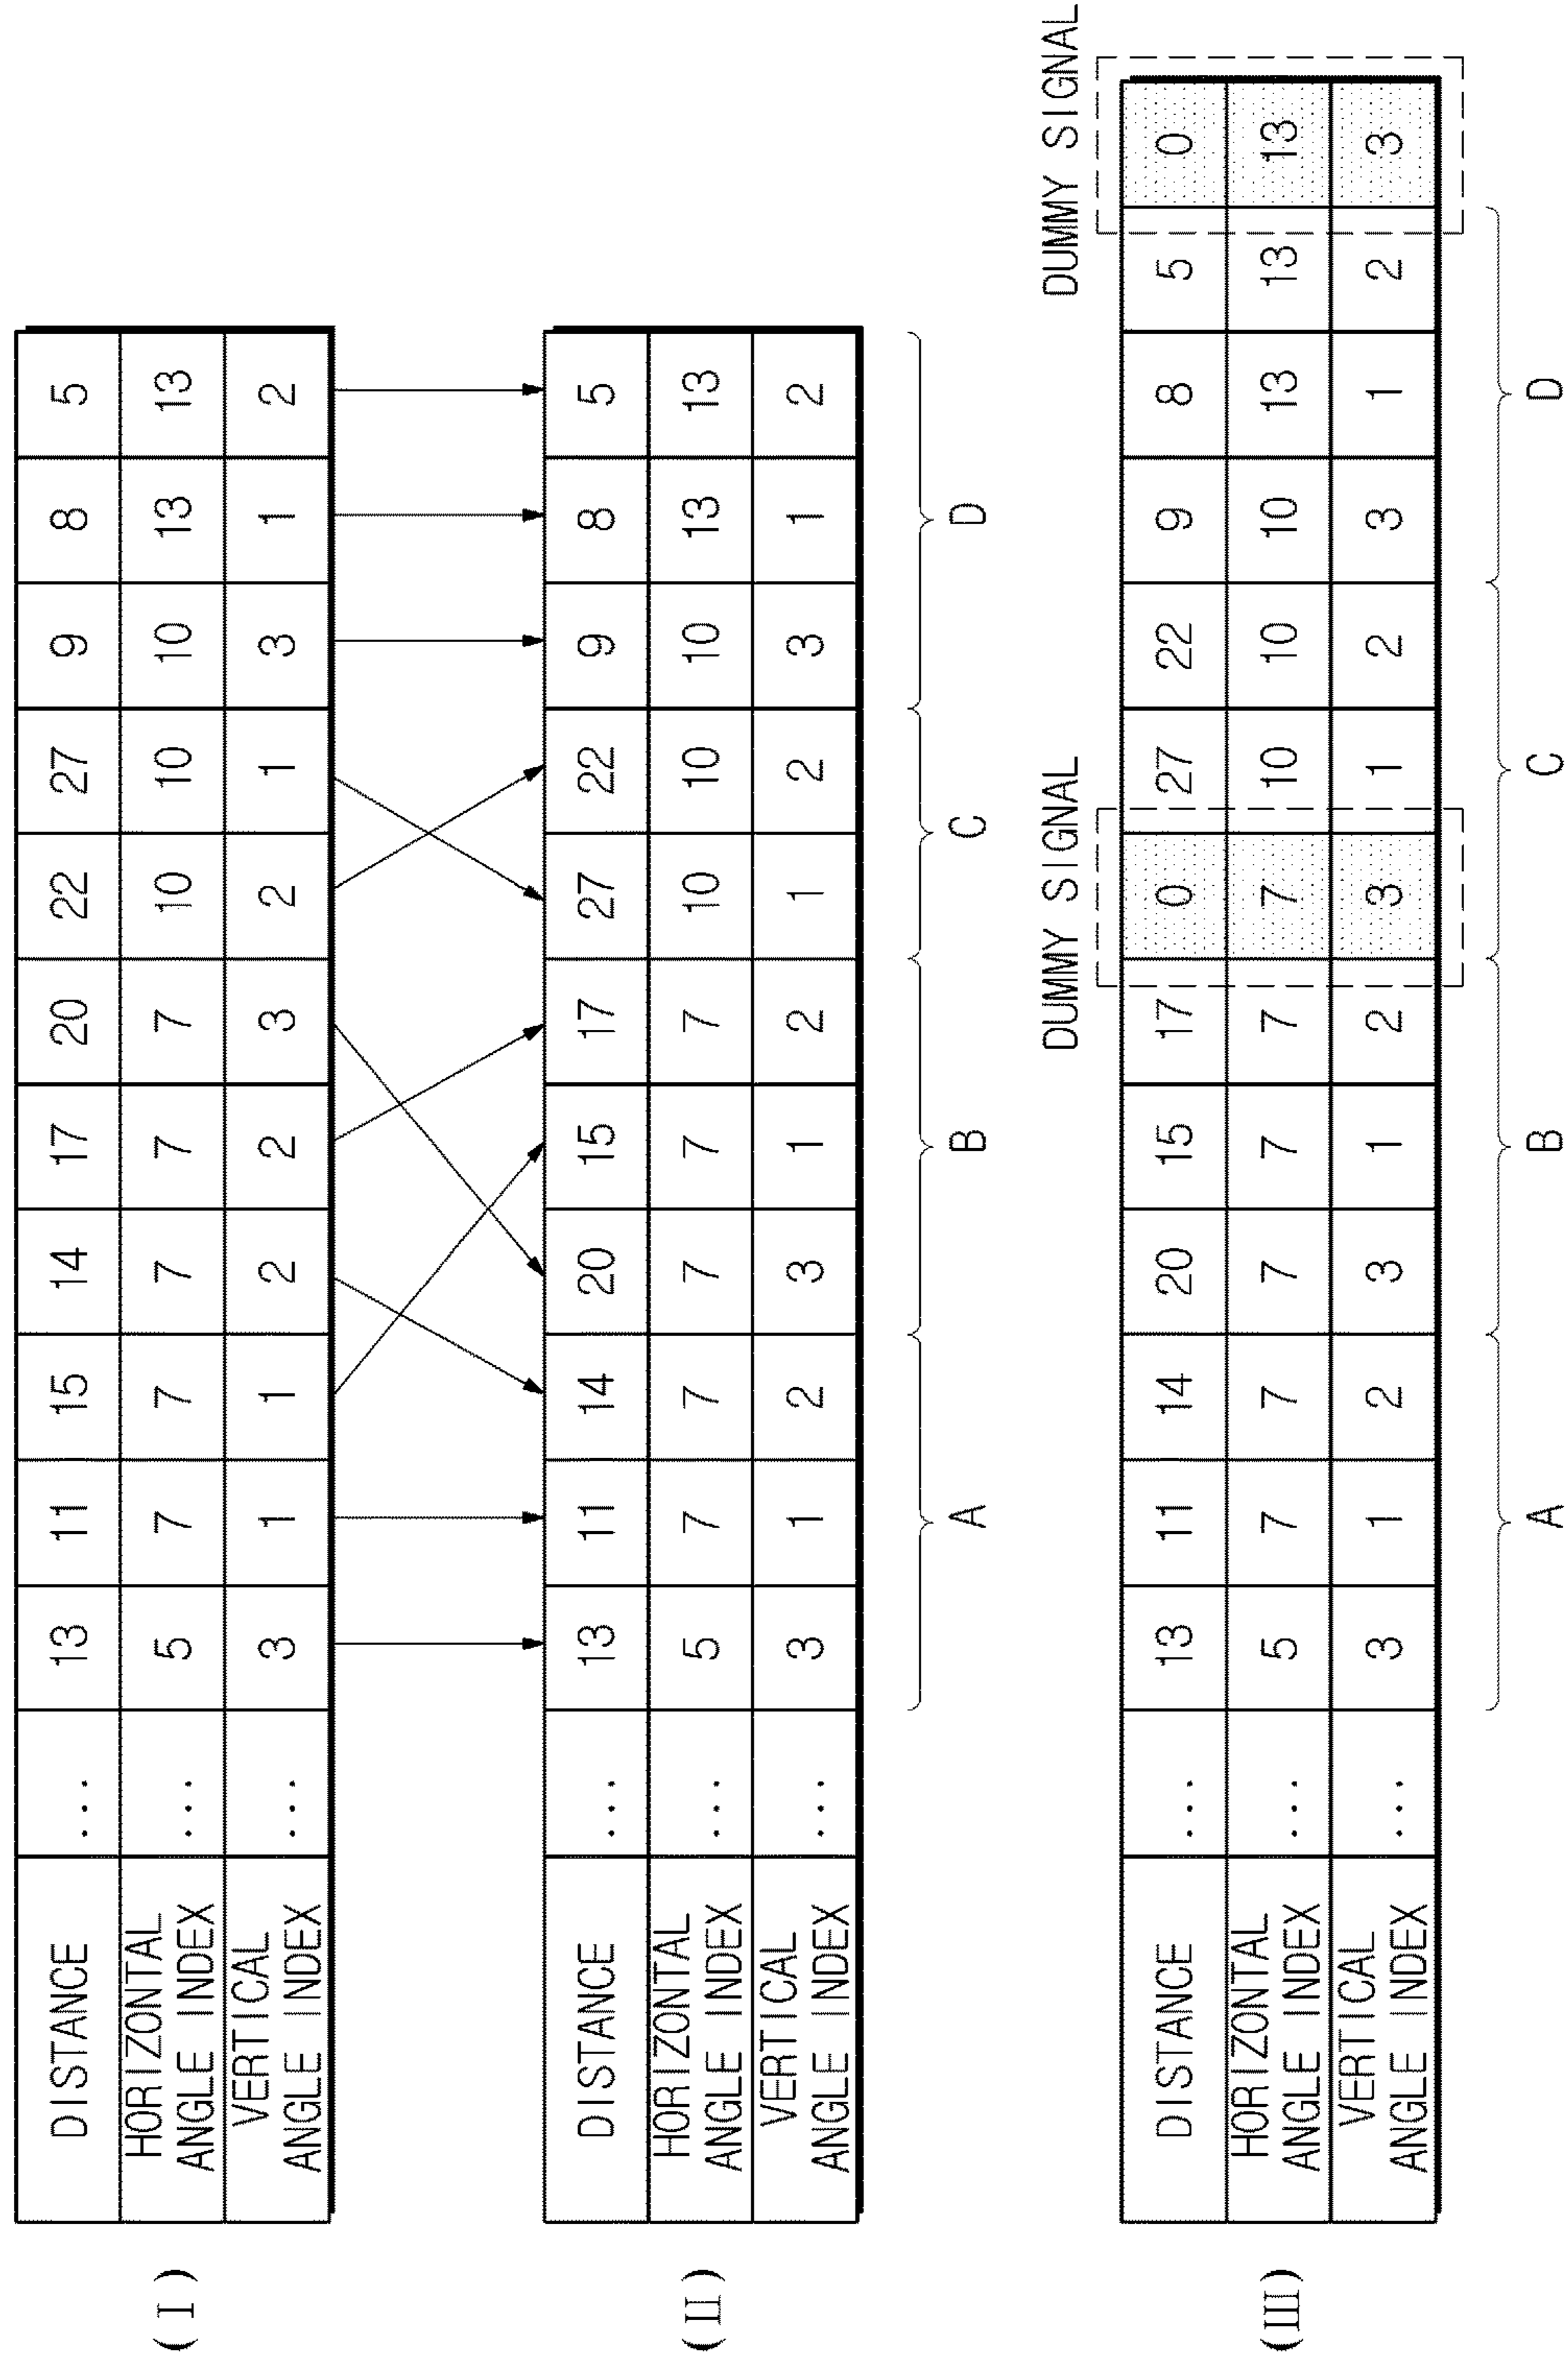 ( I )
DISTANCE ... 13 11 15 14 17 20 22 27 9 8 5
HORIZONTAL ANGLE INDEX ... 5 7 7 7 7 7 10 10 10 13 13
VERTICAL ANGLE INDEX ... 3 1 1 2 2 3 2 1 3 1 2
( II )
DISTANCE ... 13 11 14 20 15 17 27 22 9 8 5
HORIZONTAL ANGLE INDEX ... 5 7 7 7 7 7 10 10 10 13 13
VERTICAL ANGLE INDEX ... 3 1 2 3 1 2 1 2 3 1 2
A B C D
DUMMY SIGNAL DUMMY SIGNAL
( III )
DISTANCE ... 13 11 14 20 15 17 0 27 22 9 8 5 0
HORIZONTAL ANGLE INDEX ... 5 7 7 7 7 7 7 10 10 10 13 13 13
VERTICAL ANGLE INDEX ... 3 1 2 3 1 2 3 1 2 3 1 2 3
A B C D